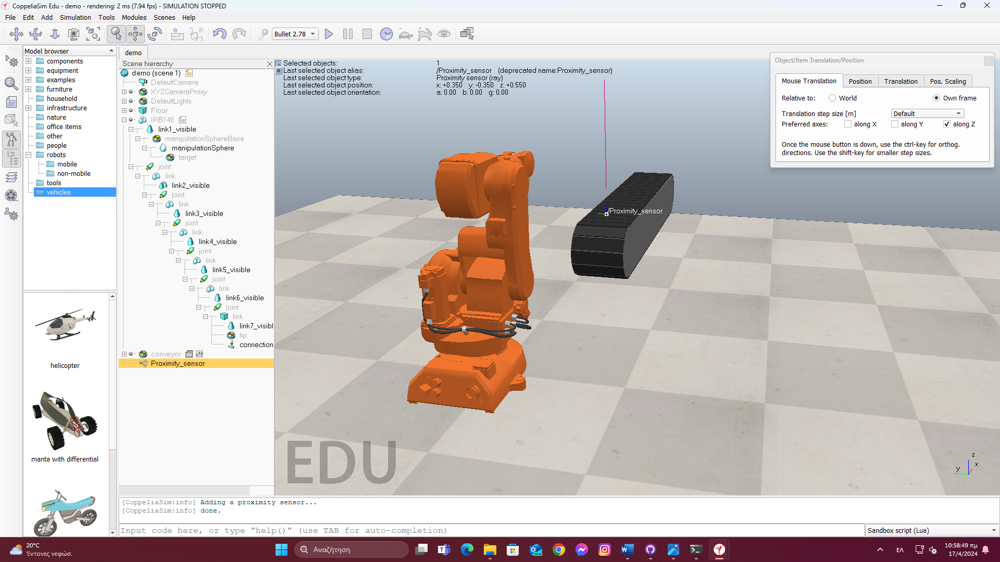 CoppeliaSim Edu - demo - rendering: 2 ms (7.94 fps) - SIMULATION STOPPED
File Edit Add Simulation Tools Modules Scenes Help
Bullet 2.78
Model browser
components
equipment
examples
furniture
household
infrastructure
nature
office items
other
people
robots
mobile
non-mobile
tools
vehicles
helicopter
manta with differential
demo
Scene hierarchy
demo (scene 1)
DefaultCamera
XYZCameraProxy
DefaultLights
Floor
IRB140
link1_visible
manipulationSphereBase
manipulationSphere
target
joint
link
link2_visible
joint
link
link3_visible
joint
link
link4_visible
joint
link
link5_visible
joint
link
link6_visible
joint
link
link7_visibl
tip
connection
conveyor
Proximity_sensor
Selected objects: 1
Last selected object alias: /Proximity_sensor (deprecated name:Proximity_sensor)
Last selected object type: Proximity sensor (ray)
Last selected object position: x: +0.350 y: -0.350 z: +0.550
Last selected object orientation: a: 0.00 b: 0.00 g: 0.00
/Proximity_sensor
EDU
z
x
y
Object/Item Translation/Position
Mouse Translation Position Translation Pos. Scaling
Relative to: World Own frame
Translation step size [m] Default
Preferred axes: along X along Y along Z
Once the mouse button is down, use the ctrl-key for orthog.
directions. Use the shift-key for smaller step sizes.
[CoppeliaSim:info] Adding a proximity sensor...
[CoppeliaSim:info] done.
Input code here, or type "help()" (use TAB for auto-completion)
Sandbox script (Lua)
20°C
Έντονες νεφώσ.
Αναζήτηση
NEW
ΕΛ
10:58:49 πμ
17/4/2024